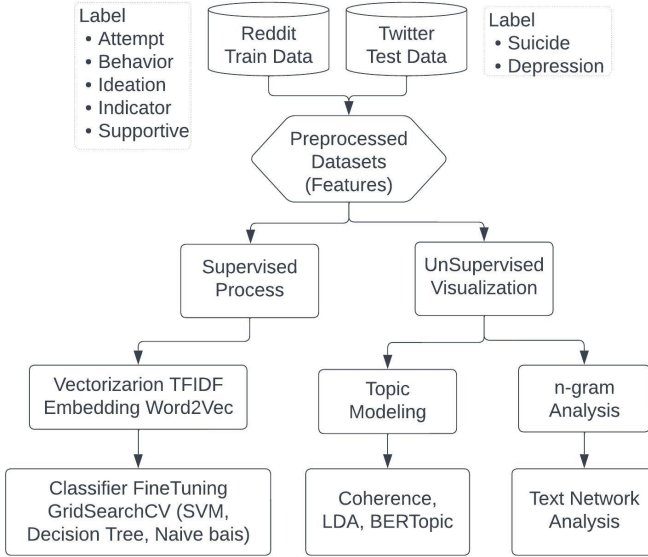 Label
• Attempt
• Behavior
• Ideation
• Indicator
• Supportive
Reddit
Train Data
Twitter
Test Data
Label
• Suicide
• Depression
Preprocessed
Datasets
(Features)
Supervised
Process
UnSupervised
Visualization
Vectorizarion TFIDF
Embedding Word2Vec
Topic
Modeling
n-gram
Analysis
Classifier FineTuning
GridSearchCV (SVM,
Decision Tree, Naive bais)
Coherence,
LDA, BERTopic
Text Network
Analysis